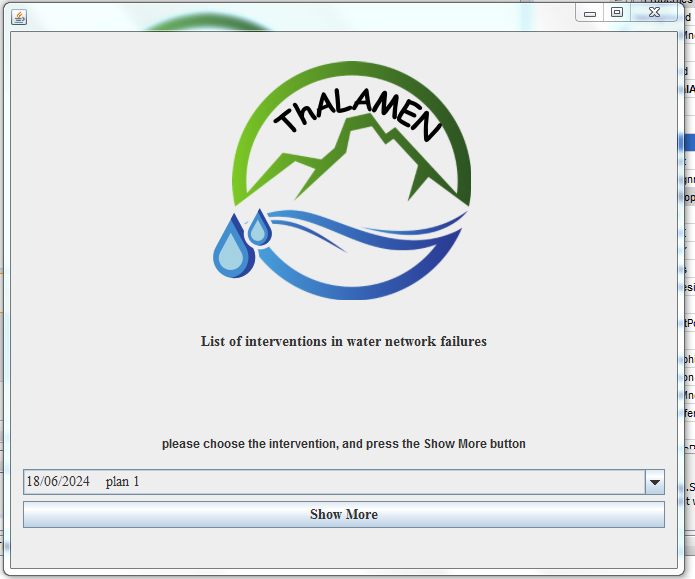 ThALAMEN
List of interventions in water network failures
please choose the intervention, and press the Show More button
18/06/2024 plan 1
Show More